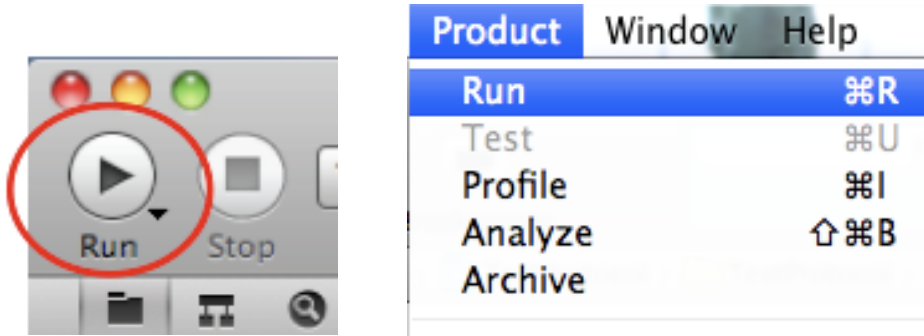 Run Stop
Product Window Help
Run ⌘R
Test ⌘U
Profile ⌘I
Analyze ⇧⌘B
Archive